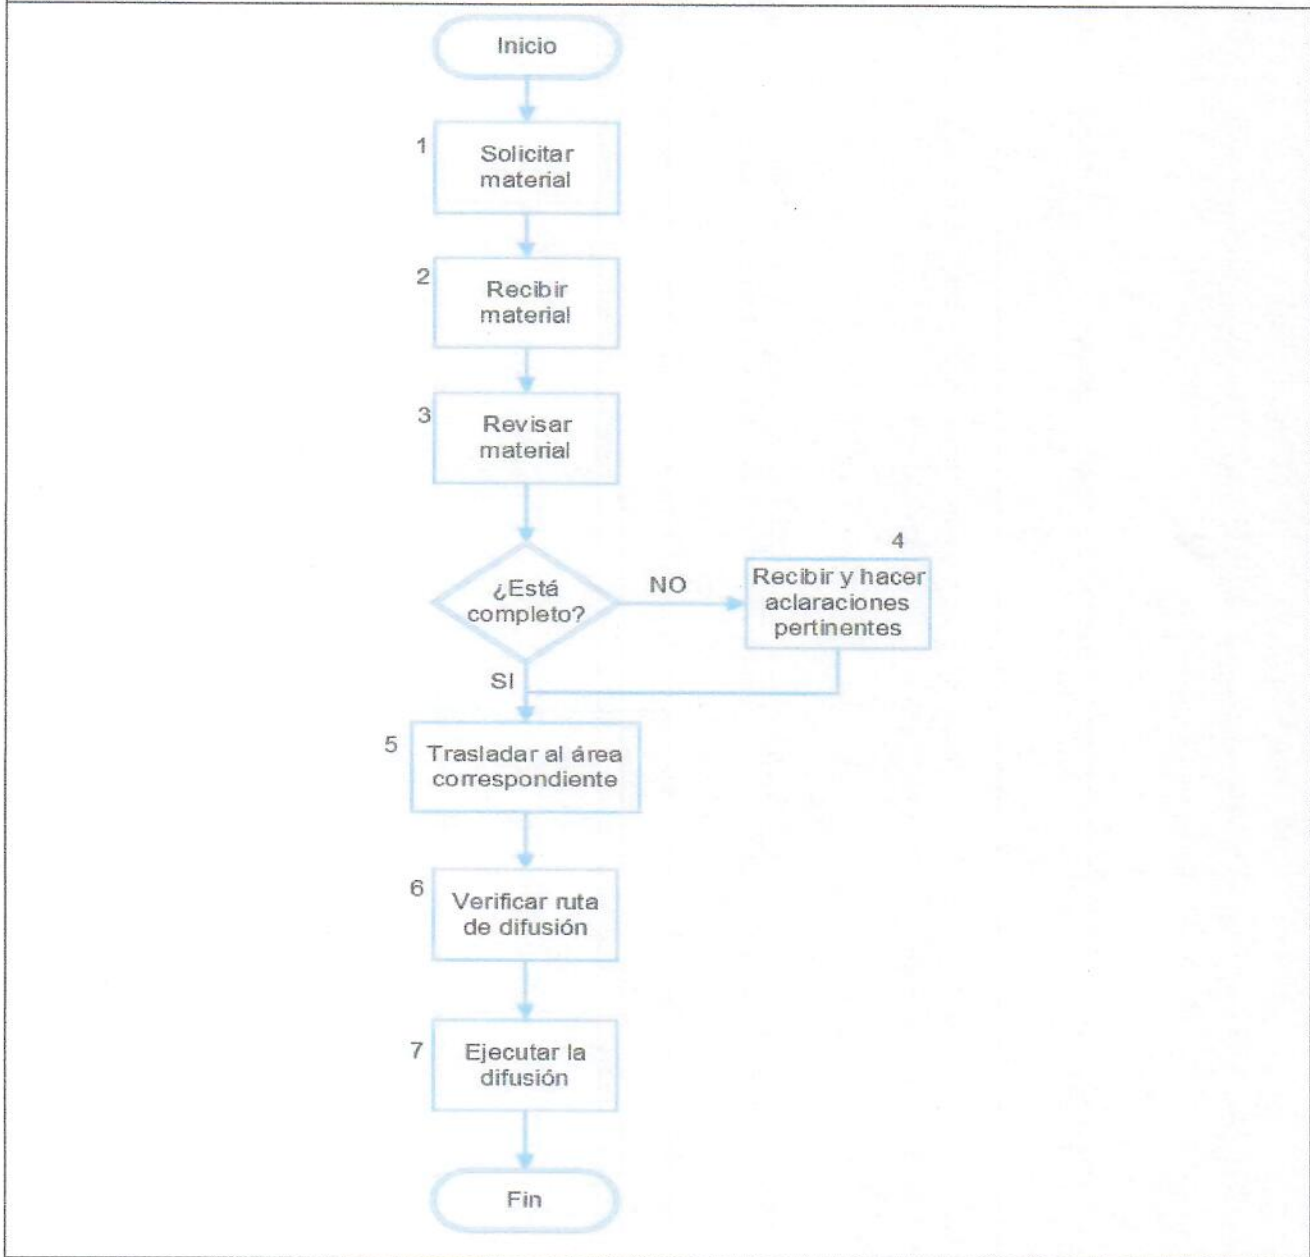 Inicio
1
Solicitar
material
2
Recibir
material
3
Revisar
material
¿Está
completo?
NO
4
Recibir y hacer
aclaraciones
pertinentes
SI
5
Trasladar al área
correspondiente
6
Verificar ruta
de difusión
7
Ejecutar la
difusión
Fin